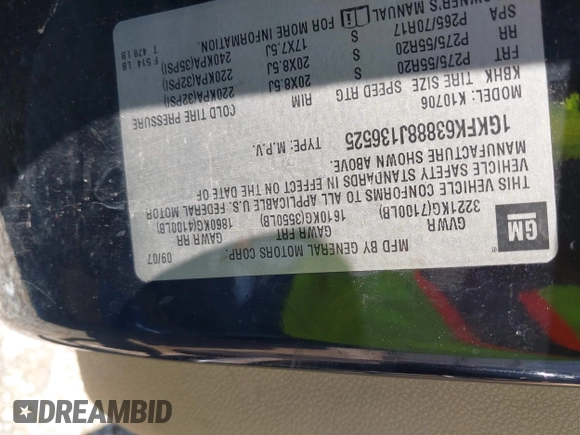 GM
MFD BY GENERAL MOTORS CORP. 09/07
GVWR GAWR FRT GAWR RR
3221KG(7100LB) 1610KG(3550LB) 1860KG(4100LB)
THIS VEHICLE CONFORMS TO ALL APPLICABLE U.S. FEDERAL MOTOR
VEHICLE SAFETY STANDARDS IN EFFECT ON THE DATE OF
MANUFACTURE SHOWN ABOVE.
1GKFK63888J136525 TYPE: M.P.V.
MODEL: K10706
KBHK TIRE SIZE SPEED RTG RIM COLD TIRE PRESSURE
FRT P275/55R20 S 20X8.5J 220KPA(32PSI)
RR P275/55R20 S 20X8.5J 220KPA(32PSI)
SPA P265/70R17 S 17X7.5J 240KPA(35PSI)
OWNER'S MANUAL FOR MORE INFORMATION
F 514 LB
T 478 LB
DREAMBID